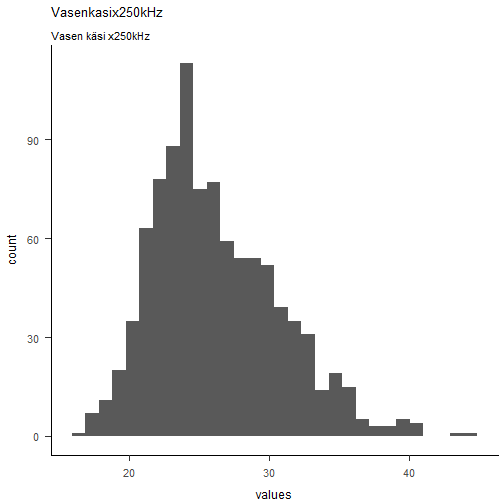 Vasenkasix250kHz
Vasen käsi x250kHz
90
60
30
0
count
20 30 40
values